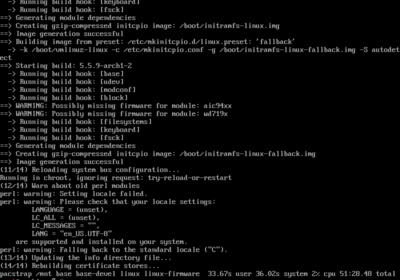 -> Running build hook: [keyboard]
-> Running build hook: [fsck]
==> Generating module dependencies
==> Creating gzip-compressed initcpio image: /boot/initramfs-linux.img
==> Image generation successful
==> Building image from preset: /etc/mkinitcpio.d/linux.preset: 'fallback'
-> -k /boot/vmlinuz-linux -c /etc/mkinitcpio.conf -g /boot/initramfs-linux-fallback.img -S autodet
ect
==> Starting build: 5.5.9-arch1-2
-> Running build hook: [base]
-> Running build hook: [udev]
-> Running build hook: [modconf]
-> Running build hook: [block]
==> WARNING: Possibly missing firmware for module: aic94xx
==> WARNING: Possibly missing firmware for module: wd719x
-> Running build hook: [filesystems]
-> Running build hook: [keyboard]
-> Running build hook: [fsck]
==> Generating module dependencies
==> Creating gzip-compressed initcpio image: /boot/initramfs-linux-fallback.img
==> Image generation successful
(11/14) Reloading system bus configuration...
Running in chroot, ignoring request: try-reload-or-restart
(12/14) Warn about old perl modules
perl: warning: Setting locale failed.
perl: warning: Please check that your locale settings:
LANGUAGE = (unset),
LC_ALL = (unset),
LC_MESSAGES = "",
LANG = "en_US.UTF-8"
are supported and installed on your system.
perl: warning: Falling back to the standard locale ("C").
(13/14) Updating the info directory file...
(14/14) Rebuilding certificate stores...
pacstrap /mnt base base-devel linux linux-firmware 33.67s user 36.02s system 2% cpu 51:28.48 total